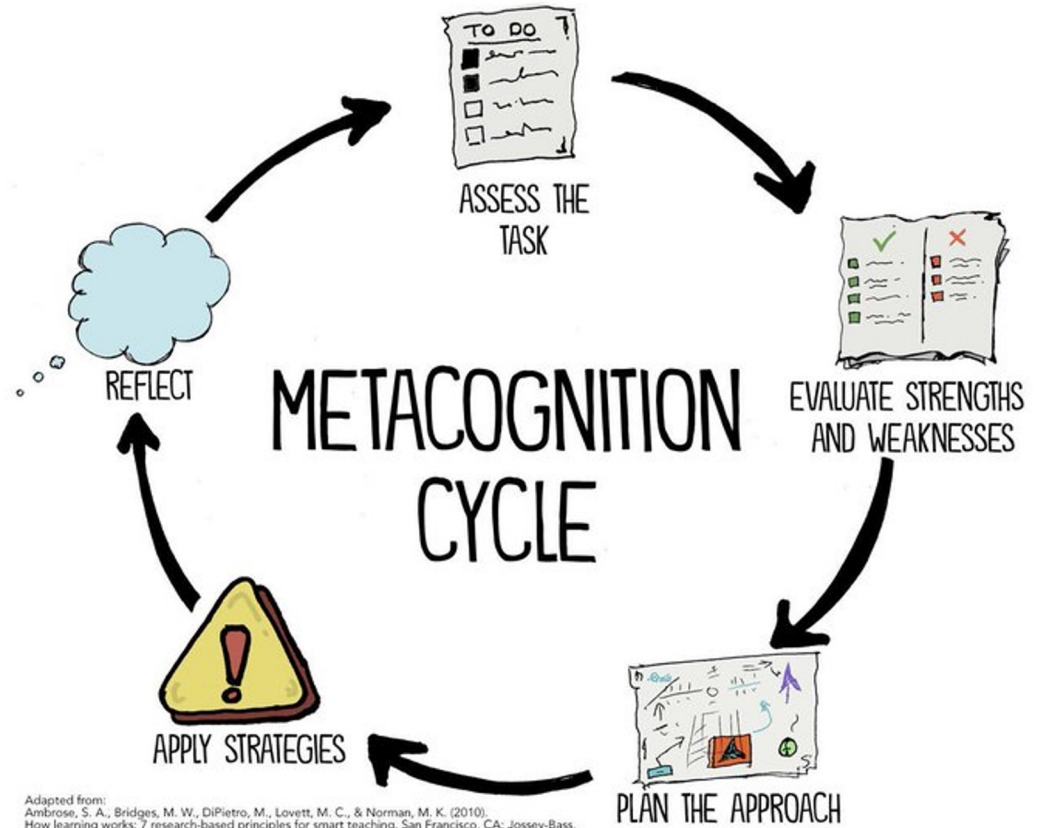 TO DO
ASSESS THE
TASK
EVALUATE STRENGTHS
AND WEAKNESSES
PLAN THE APPROACH
APPLY STRATEGIES
REFLECT
METACOGNITION
CYCLE
Adapted from:
Ambrose, S. A., Bridges, M. W., DiPietro, M., Lovett, M. C., & Norman, M. K. (2010).
How learning works: 7 research-based principles for smart teaching. San Francisco, CA: Jossey-Bass.